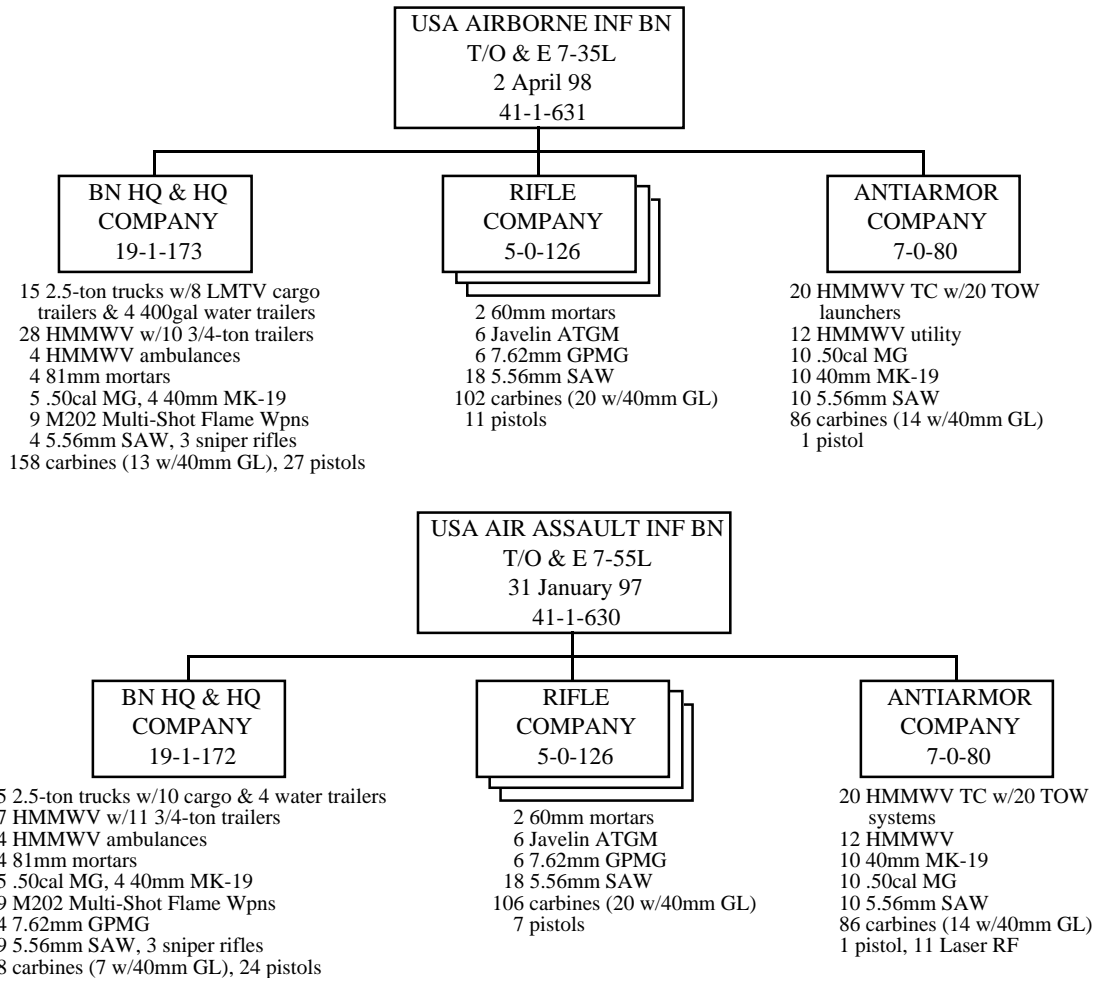 USA AIRBORNE INF BN
T/O & E 7-35L
2 April 98
41-1-631
BN HQ & HQ
COMPANY
19-1-173
15 2.5-ton trucks w/8 LMTV cargo
trailers & 4 400gal water trailers
28 HMMWV w/10 3/4-ton trailers
4 HMMWV ambulances
4 81mm mortars
5 .50cal MG, 4 40mm MK-19
9 M202 Multi-Shot Flame Wpns
4 5.56mm SAW, 3 sniper rifles
158 carbines (13 w/40mm GL), 27 pistols
RIFLE
COMPANY
5-0-126
2 60mm mortars
6 Javelin ATGM
6 7.62mm GPMG
18 5.56mm SAW
102 carbines (20 w/40mm GL)
11 pistols
ANTIARMOR
COMPANY
7-0-80
20 HMMWV TC w/20 TOW
launchers
12 HMMWV utility
10 .50cal MG
10 40mm MK-19
10 5.56mm SAW
86 carbines (14 w/40mm GL)
1 pistol
USA AIR ASSAULT INF BN
T/O & E 7-55L
31 January 97
41-1-630
BN HQ & HQ
COMPANY
19-1-172
5 2.5-ton trucks w/10 cargo & 4 water trailers
7 HMMWV w/11 3/4-ton trailers
4 HMMWV ambulances
4 81mm mortars
5 .50cal MG, 4 40mm MK-19
9 M202 Multi-Shot Flame Wpns
4 7.62mm GPMG
9 5.56mm SAW, 3 sniper rifles
8 carbines (7 w/40mm GL), 24 pistols
RIFLE
COMPANY
5-0-126
2 60mm mortars
6 Javelin ATGM
6 7.62mm GPMG
18 5.56mm SAW
106 carbines (20 w/40mm GL)
7 pistols
ANTIARMOR
COMPANY
7-0-80
20 HMMWV TC w/20 TOW
systems
12 HMMWV
10 40mm MK-19
10 .50cal MG
10 5.56mm SAW
86 carbines (14 w/40mm GL)
1 pistol, 11 Laser RF